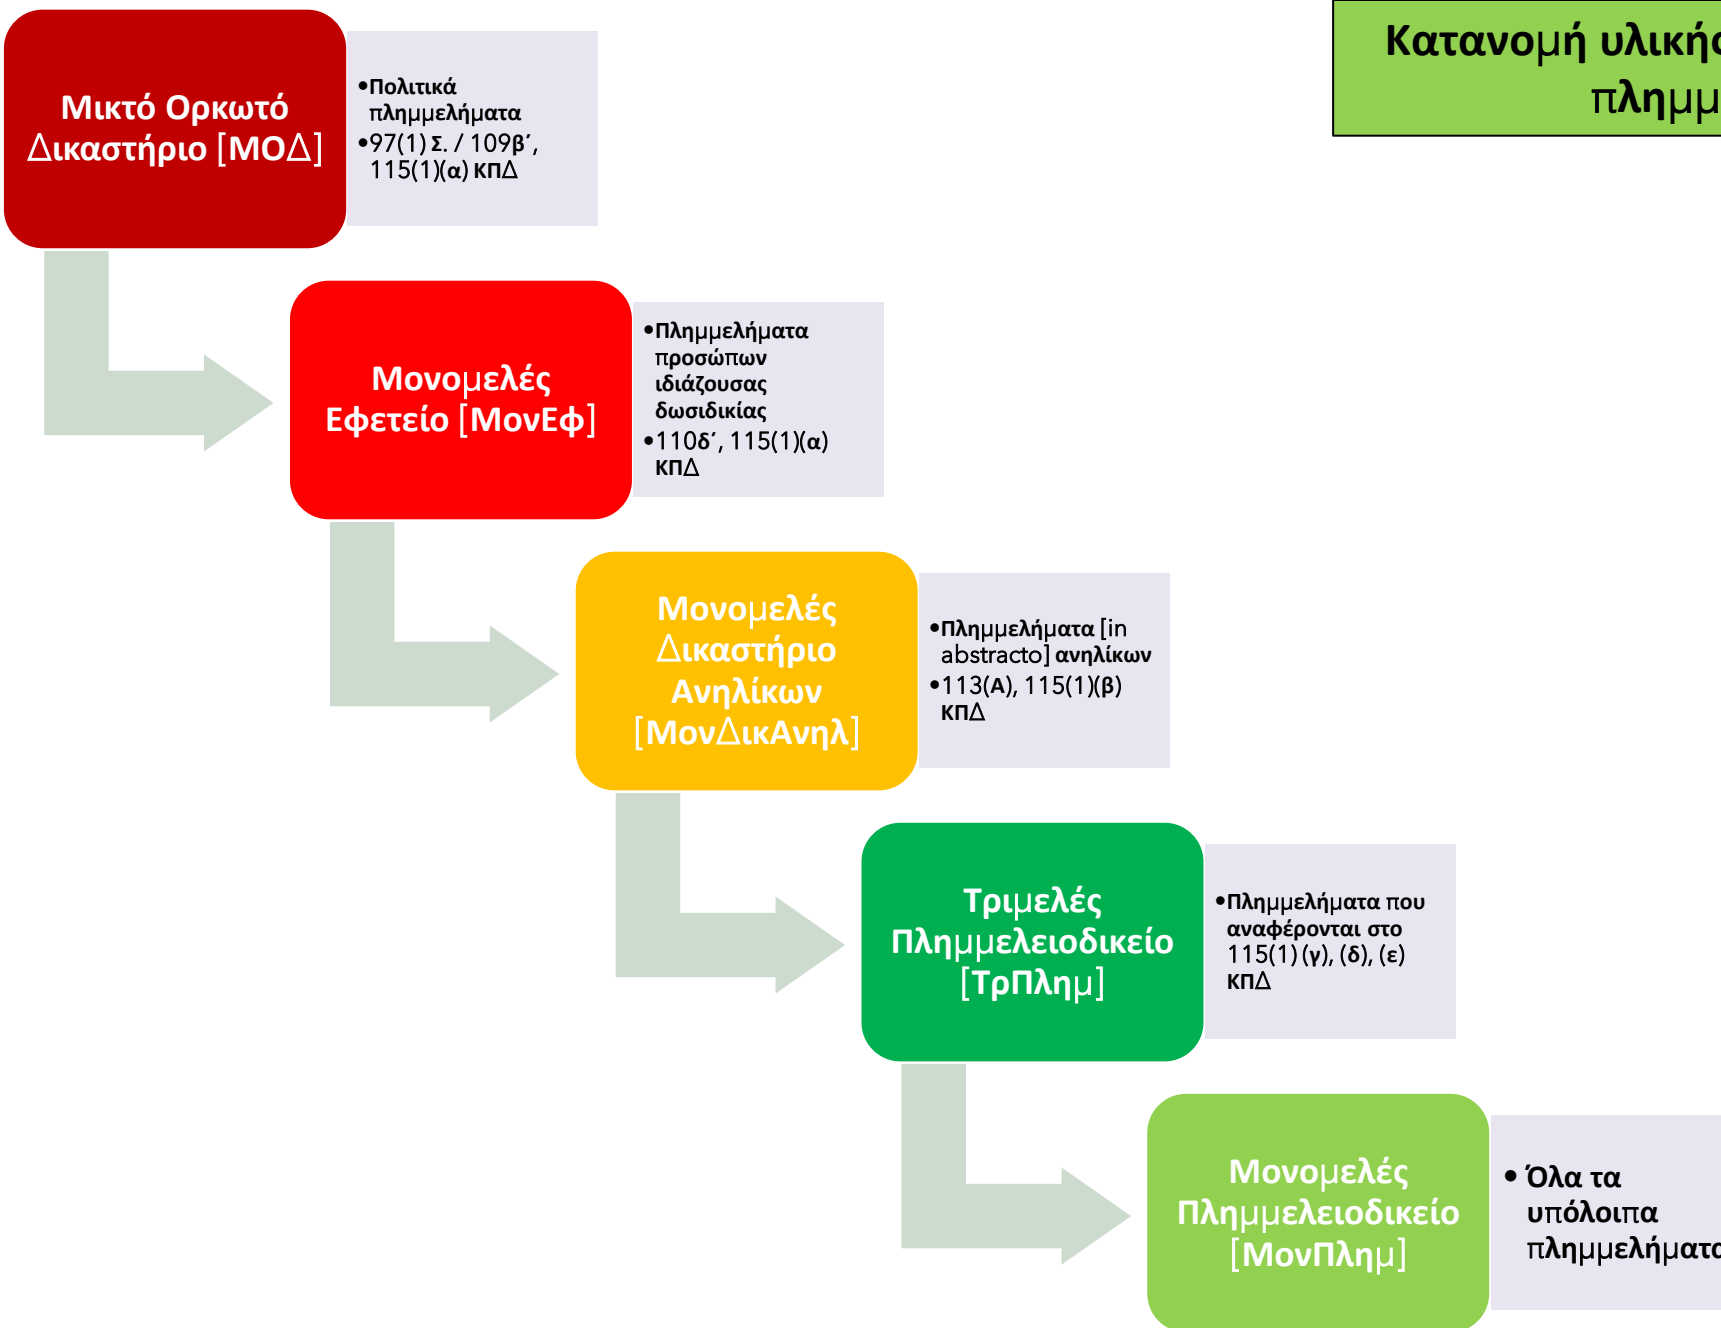 Κατανομή υλικής
πλημμ
Μικτό Ορκωτό
Δικαστήριο [ΜΟΔ]
•Πολιτικά
πλημμελήματα
•97(1) Σ. / 109β΄,
115(1)(α) ΚΠΔ
Μονομελές
Εφετείο [ΜονΕφ]
•Πλημμελήματα
προσώπων
ιδιάζουσας
δωσιδικίας
•110δ΄, 115(1)(α)
ΚΠΔ
Μονομελές
Δικαστήριο
Ανηλίκων
[ΜονΔικΑνηλ]
•Πλημμελήματα [in
abstracto] ανηλίκων
•113(Α), 115(1)(β)
ΚΠΔ
Τριμελές
Πλημμελειοδικείο
[ΤρΠλημ]
•Πλημμελήματα που
αναφέρονται στο
115(1) (γ), (δ), (ε)
ΚΠΔ
Μονομελές
Πλημμελειοδικείο
[ΜονΠλημ]
• Όλα τα
υπόλοιπα
πλημμελήματα